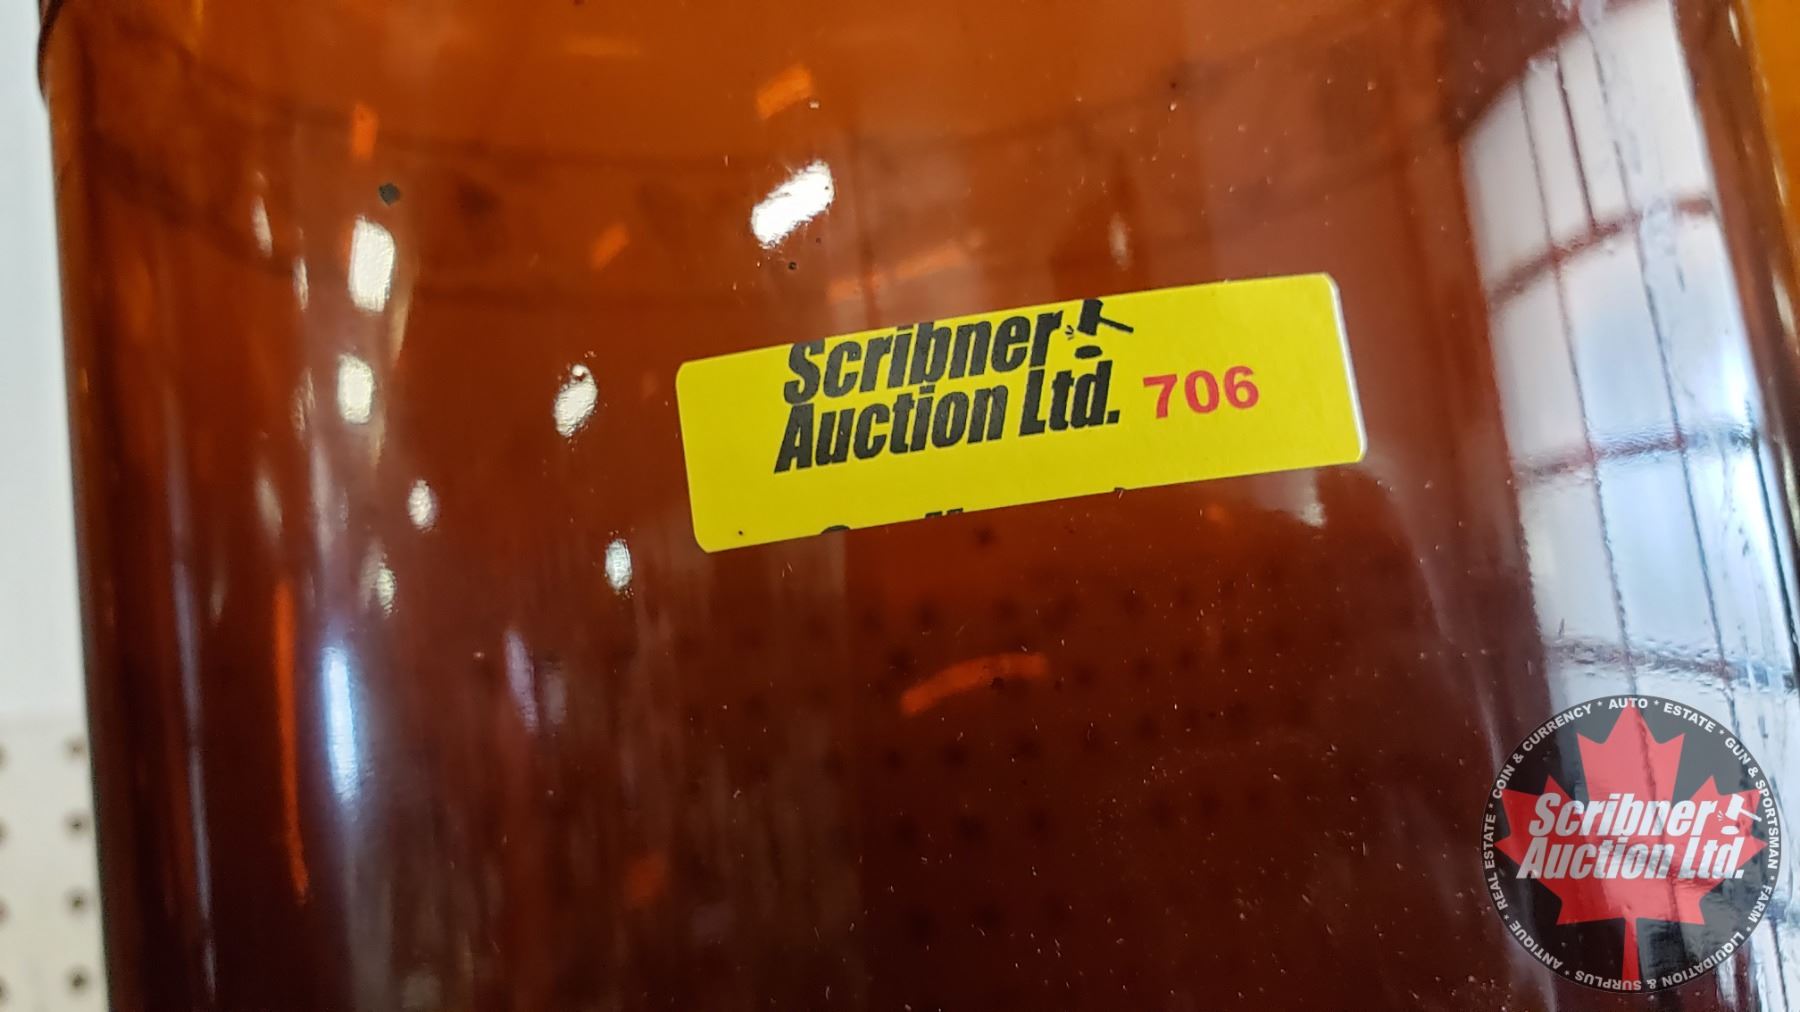 Scribner
Auction Ltd. 706
COIN & CURRENCY * AUTO * ESTATE * GUN & SPORTSMAN * FARM * LIQUIDATION & SURPLUS * ANTIQUE * REAL ESTATE *
Scribner
Auction Ltd.